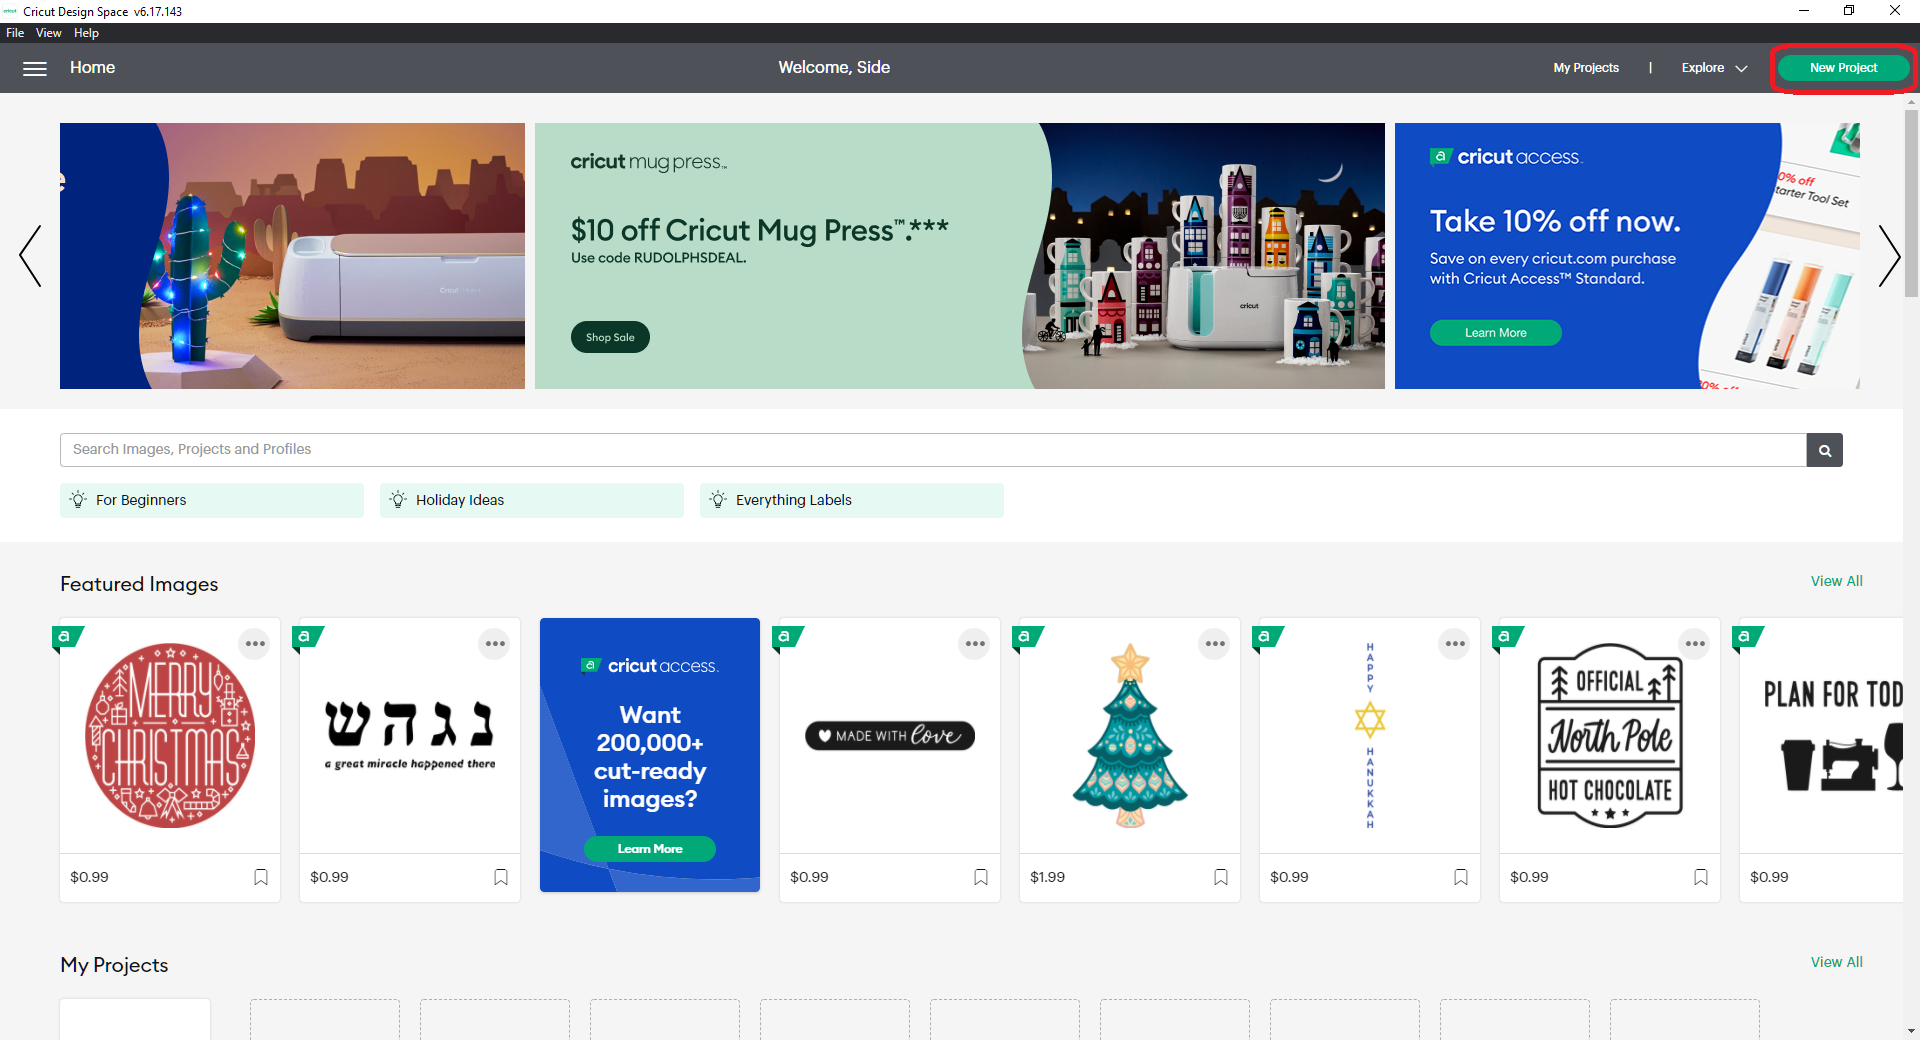 Cricut Design Space v6.17.143
File View Help
Home
Welcome, Side
My Projects | Explore
New Project
e
cricut mug press™
$10 off Cricut Mug Press™.***
Use code RUDOLPHSDEAL.
Shop Sale
cricut
a cricut access™
Take 10% off now.
Save on every cricut.com purchase
with Cricut Access™ Standard.
Learn More
0% off
tarter Tool Set
Search Images, Projects and Profiles
For Beginners
Holiday Ideas
Everything Labels
Featured Images
View All
a
MERRY
CHRISTMAS
$0.99
a
נגהש
a great miracle happened there
$0.99
a cricut access™
Want
200,000+
cut-ready
images?
Learn More
a
MADE WITH love
$0.99
a
$1.99
a
HAPPY
HANUKKAH
$0.99
a
OFFICIAL
North Pole
HOT CHOCOLATE
$0.99
a
PLAN FOR TOD
$0.99
My Projects
View All